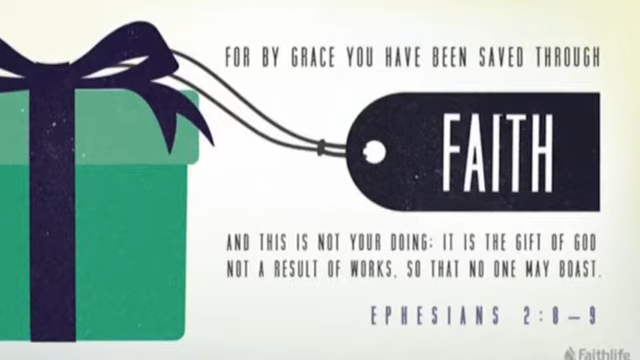 FOR BY GRACE YOU HAVE BEEN SAVED THROUGH
FAITH
AND THIS IS NOT YOUR DOING; IT IS THE GIFT OF GOD
NOT A RESULT OF WORKS, SO THAT NO ONE MAY BOAST.
EPHESIANS 2:8–9
Faithlife